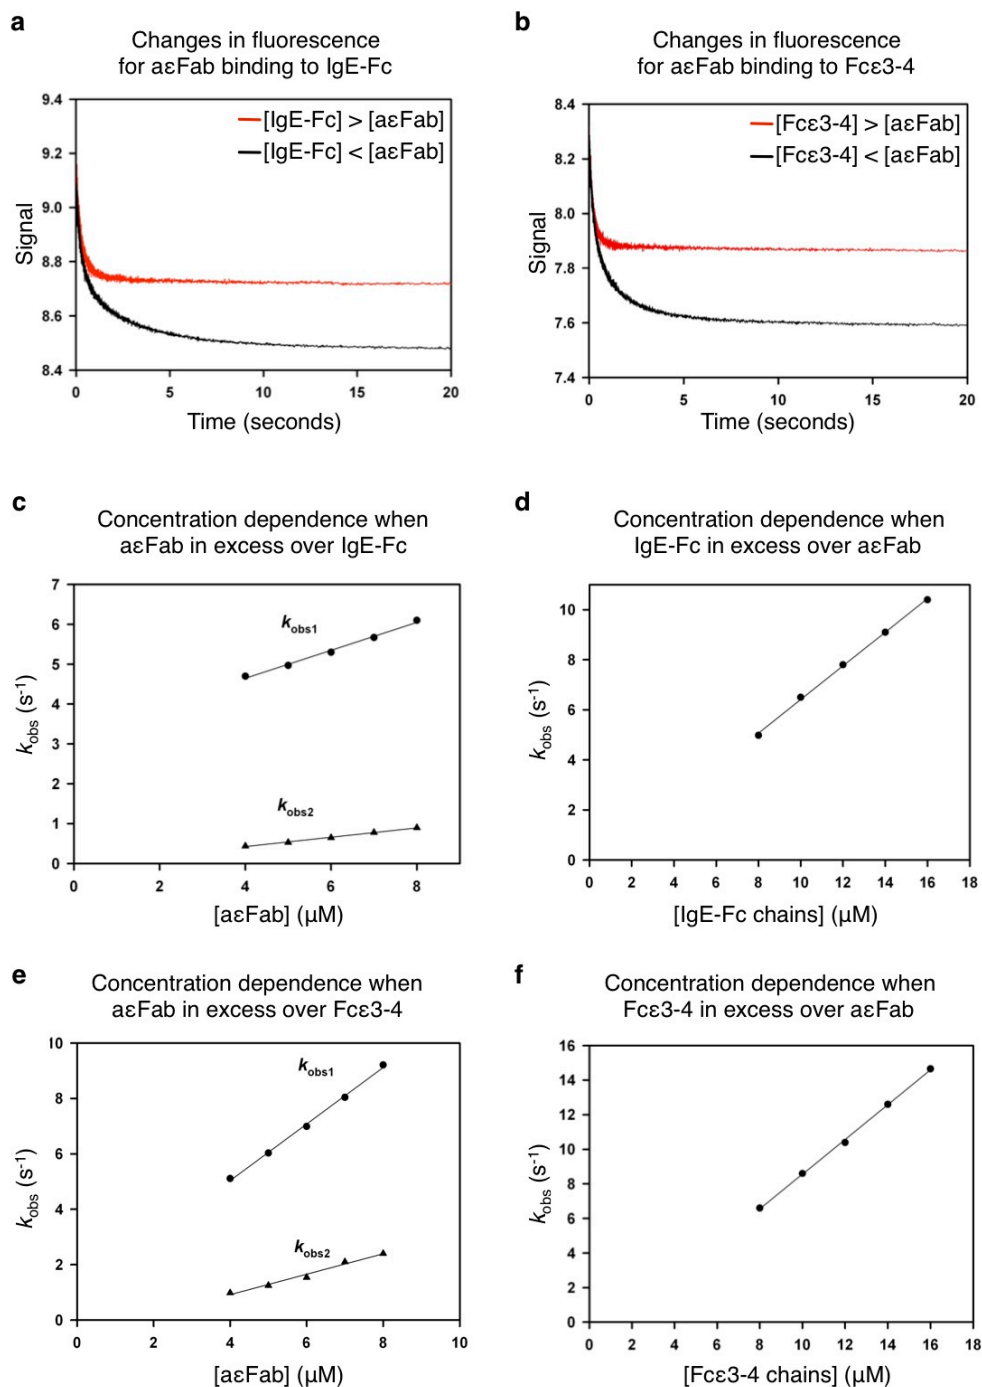 a
Changes in fluorescence
for aεFab binding to IgE-Fc
9.4
9.2
9.0
8.8
8.6
8.4
Signal
[IgE-Fc] > [aεFab]
[IgE-Fc] < [aεFab]
0 5 10 15 20
Time (seconds)
b
Changes in fluorescence
for aεFab binding to Fcε3-4
8.4
8.2
8.0
7.8
7.6
7.4
Signal
[Fcε3-4] > [aεFab]
[Fcε3-4] < [aεFab]
0 5 10 15 20
Time (seconds)
c
Concentration dependence when
aεFab in excess over IgE-Fc
7
6
5
4
3
2
1
0
kobs (s-1)
kobs1
kobs2
0 2 4 6 8
[aεFab] (μM)
d
Concentration dependence when
IgE-Fc in excess over aεFab
10
8
6
4
2
0
kobs (s-1)
0 2 4 6 8 10 12 14 16 18
[IgE-Fc chains] (μM)
e
Concentration dependence when
aεFab in excess over Fcε3-4
10
8
6
4
2
0
kobs (s-1)
kobs1
kobs2
0 2 4 6 8 10
[aεFab] (μM)
f
Concentration dependence when
Fcε3-4 in excess over aεFab
16
14
12
10
8
6
4
2
0
kobs (s-1)
0 2 4 6 8 10 12 14 16 18
[Fcε3-4 chains] (μM)